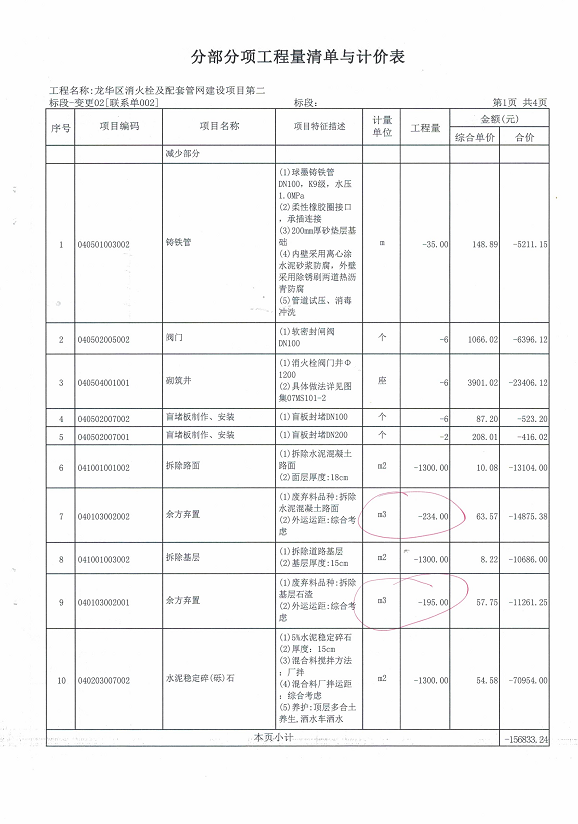 分部分项工程量清单与计价表
工程名称:龙华区消火栓及配套管网建设项目第二
标段-变更02[联系单002]
标段:
第1页 共4页
序号
项目编码
项目名称
项目特征描述
计量
单位
工程量
金额(元)
综合单价
合价
减少部分
1
040501003002
铸铁管
(1)球墨铸铁管
DN100, K9级, 水压
1.0MPa
(2)柔性橡胶圈接口
, 承插连接
(3)200mm厚砂垫层基
础
(4)内壁采用离心涂
水泥砂浆防腐, 外壁
采用除锈刷两道热沥
青防腐
(5)管道试压、消毒
冲洗
m
-35.00
148.89
-5211.15
2
040502005002
阀门
(1)软密封闸阀
DN100
个
-6
1066.02
-6396.12
3
040504001001
砌筑井
(1)消火栓阀门井Φ
1200
(2)具体做法详见图
集07MS101-2
座
-6
3901.02
-23406.12
4
040502007002
盲堵板制作、安装
(1)盲板封堵DN100
个
-6
87.20
-523.20
5
040502007001
盲堵板制作、安装
(1)盲板封堵DN200
个
-2
208.01
-416.02
6
041001001002
拆除路面
(1)拆除水泥混凝土
路面
(2)面层厚度:18cm
m2
-1300.00
10.08
-13104.00
7
040103002002
余方弃置
(1)废弃料品种:拆除
水泥混凝土路面
(2)外运运距:综合考
虑
m3
-234.00
63.57
-14875.38
8
041001003002
拆除基层
(1)拆除道路基层
(2)基层厚度:15cm
m2
-1300.00
8.22
-10686.00
9
040103002001
余方弃置
(1)废弃料品种:拆除
基层石渣
(2)外运运距:综合考
虑
m3
-195.00
57.75
-11261.25
10
040203007002
水泥稳定碎(砾)石
(1)5%水泥稳定碎石
(2)厚度: 15cm
(3)混合料搅拌方法
: 厂拌
(4)混合料厂拌运距
: 综合考虑
(5)养护:顶层多合土
养生,洒水车洒水
m2
-1300.00
54.58
-70954.00
本页小计
-156833.24